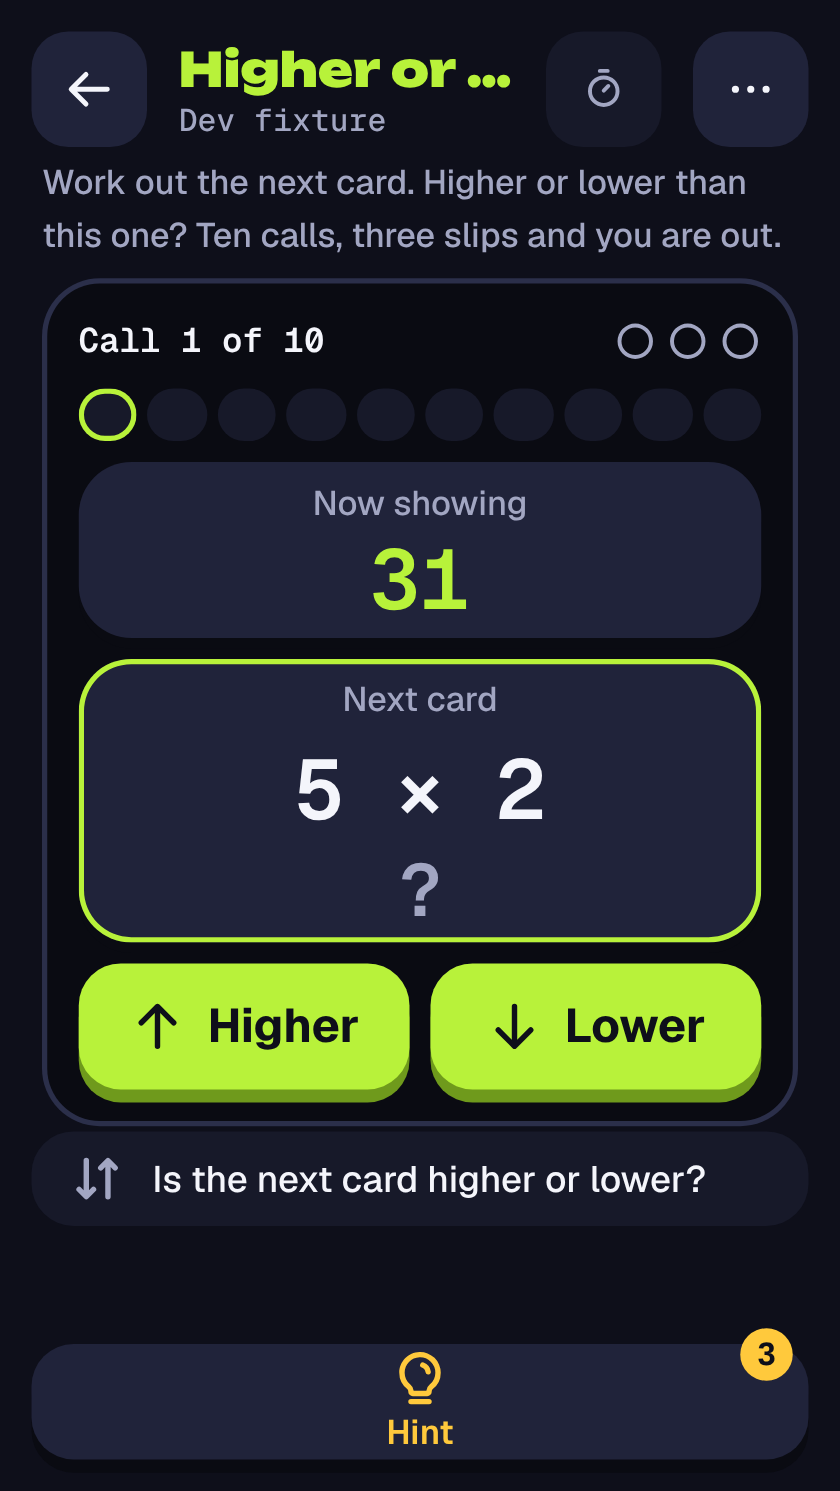 Higher or ...
Dev fixture
Work out the next card. Higher or lower than
this one? Ten calls, three slips and you are out.
Call 1 of 10
Now showing
31
Next card
5 × 2
?
Higher
Lower
Is the next card higher or lower?
3
Hint